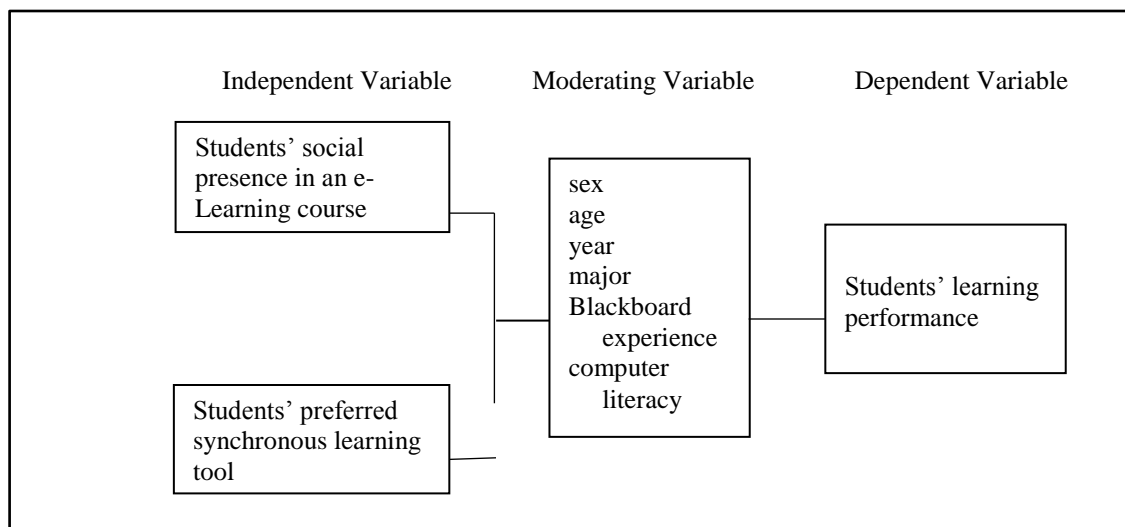 Independent Variable
Moderating Variable
Dependent Variable
Students’ social
presence in an e-
Learning course
Students’ preferred
synchronous learning
tool
sex
age
year
major
Blackboard
experience
computer
literacy
Students’ learning
performance